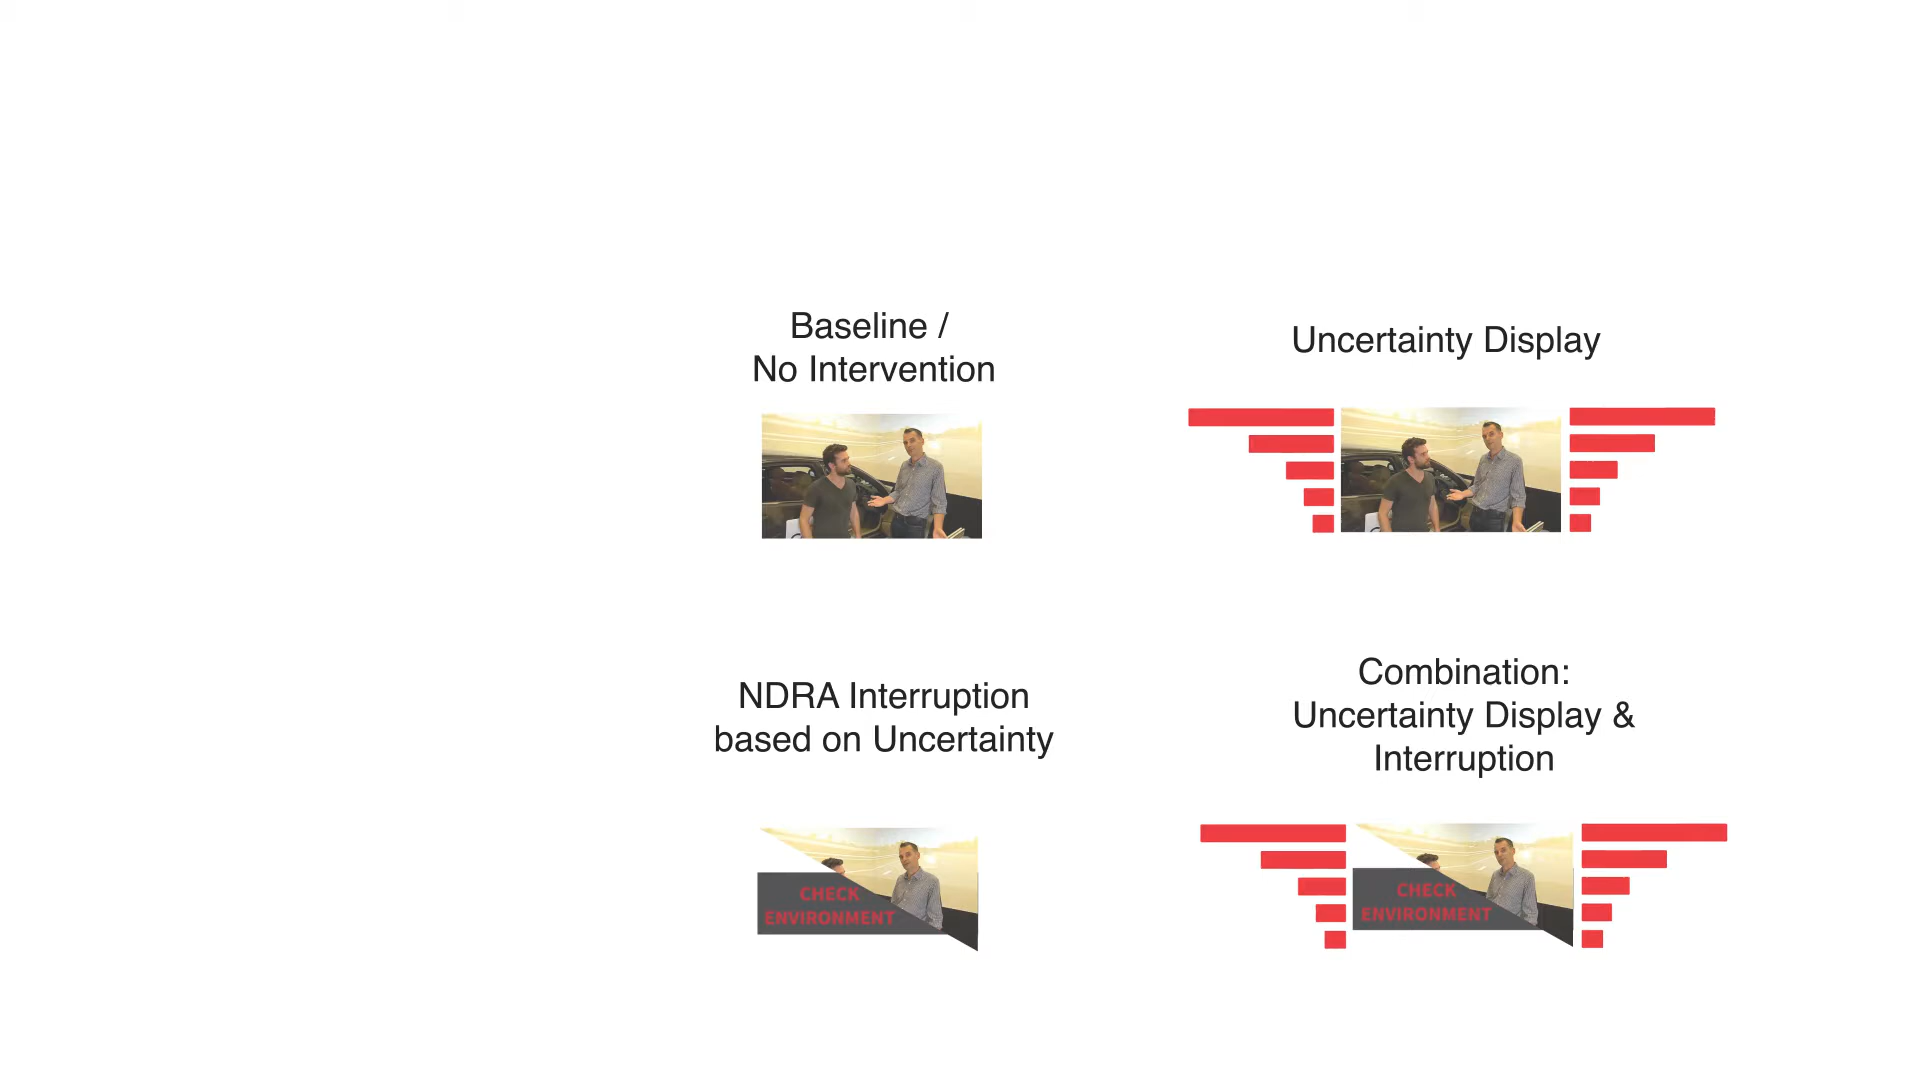 Baseline /
No Intervention
Uncertainty Display
NDRA Interruption
based on Uncertainty
CHECK
ENVIRONMENT
Combination:
Uncertainty Display &
Interruption
CHECK
ENVIRONMENT